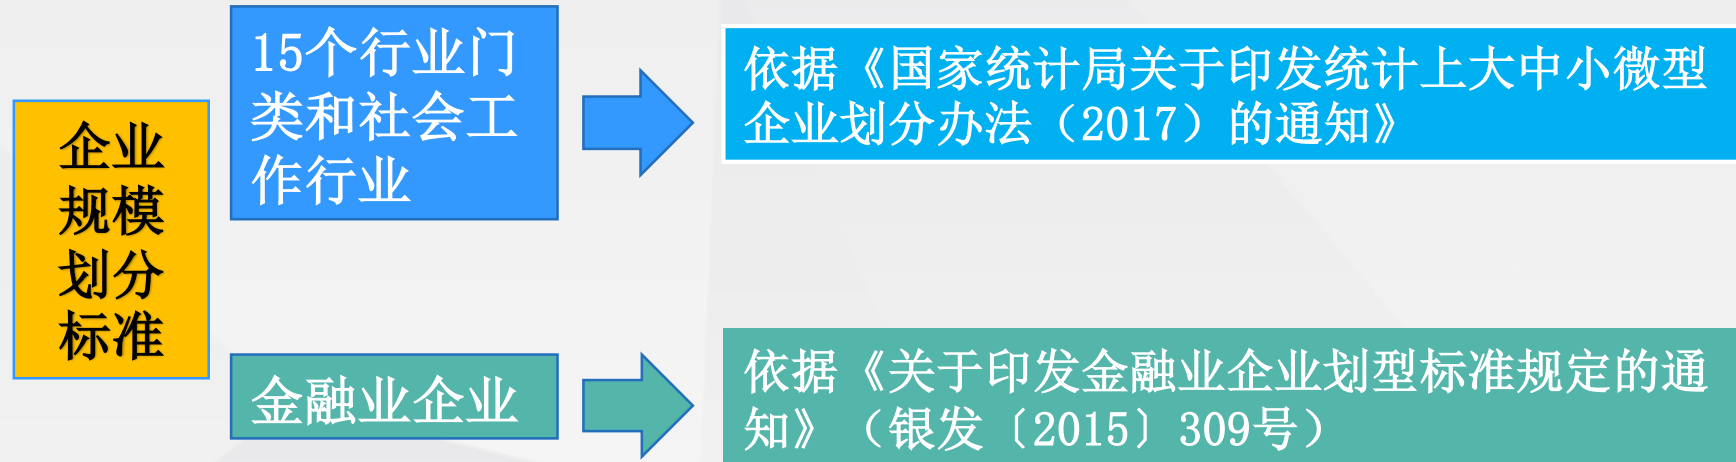 企业
规模
划分
标准
15个行业门
类和社会工
作行业
依据《国家统计局关于印发统计上大中小微型
企业划分办法（2017）的通知》
金融业企业
依据《关于印发金融业企业划型标准规定的通
知》（银发〔2015〕309号）